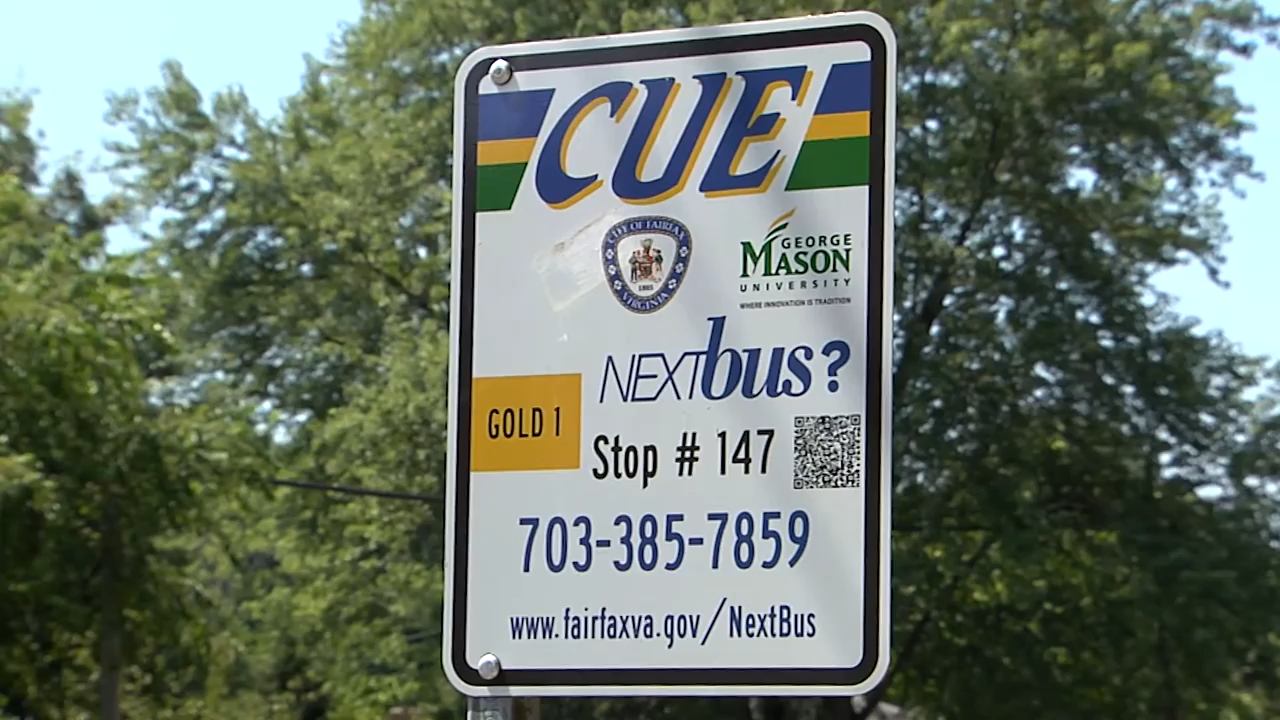 CUE
CITY OF FAIRFAX
1805
VIRGINIA
GEORGE
MASON
UNIVERSITY
WHERE INNOVATION IS TRADITION
NEXTbus?
GOLD 1
Stop # 147
703-385-7859
www.fairfaxva.gov/NextBus